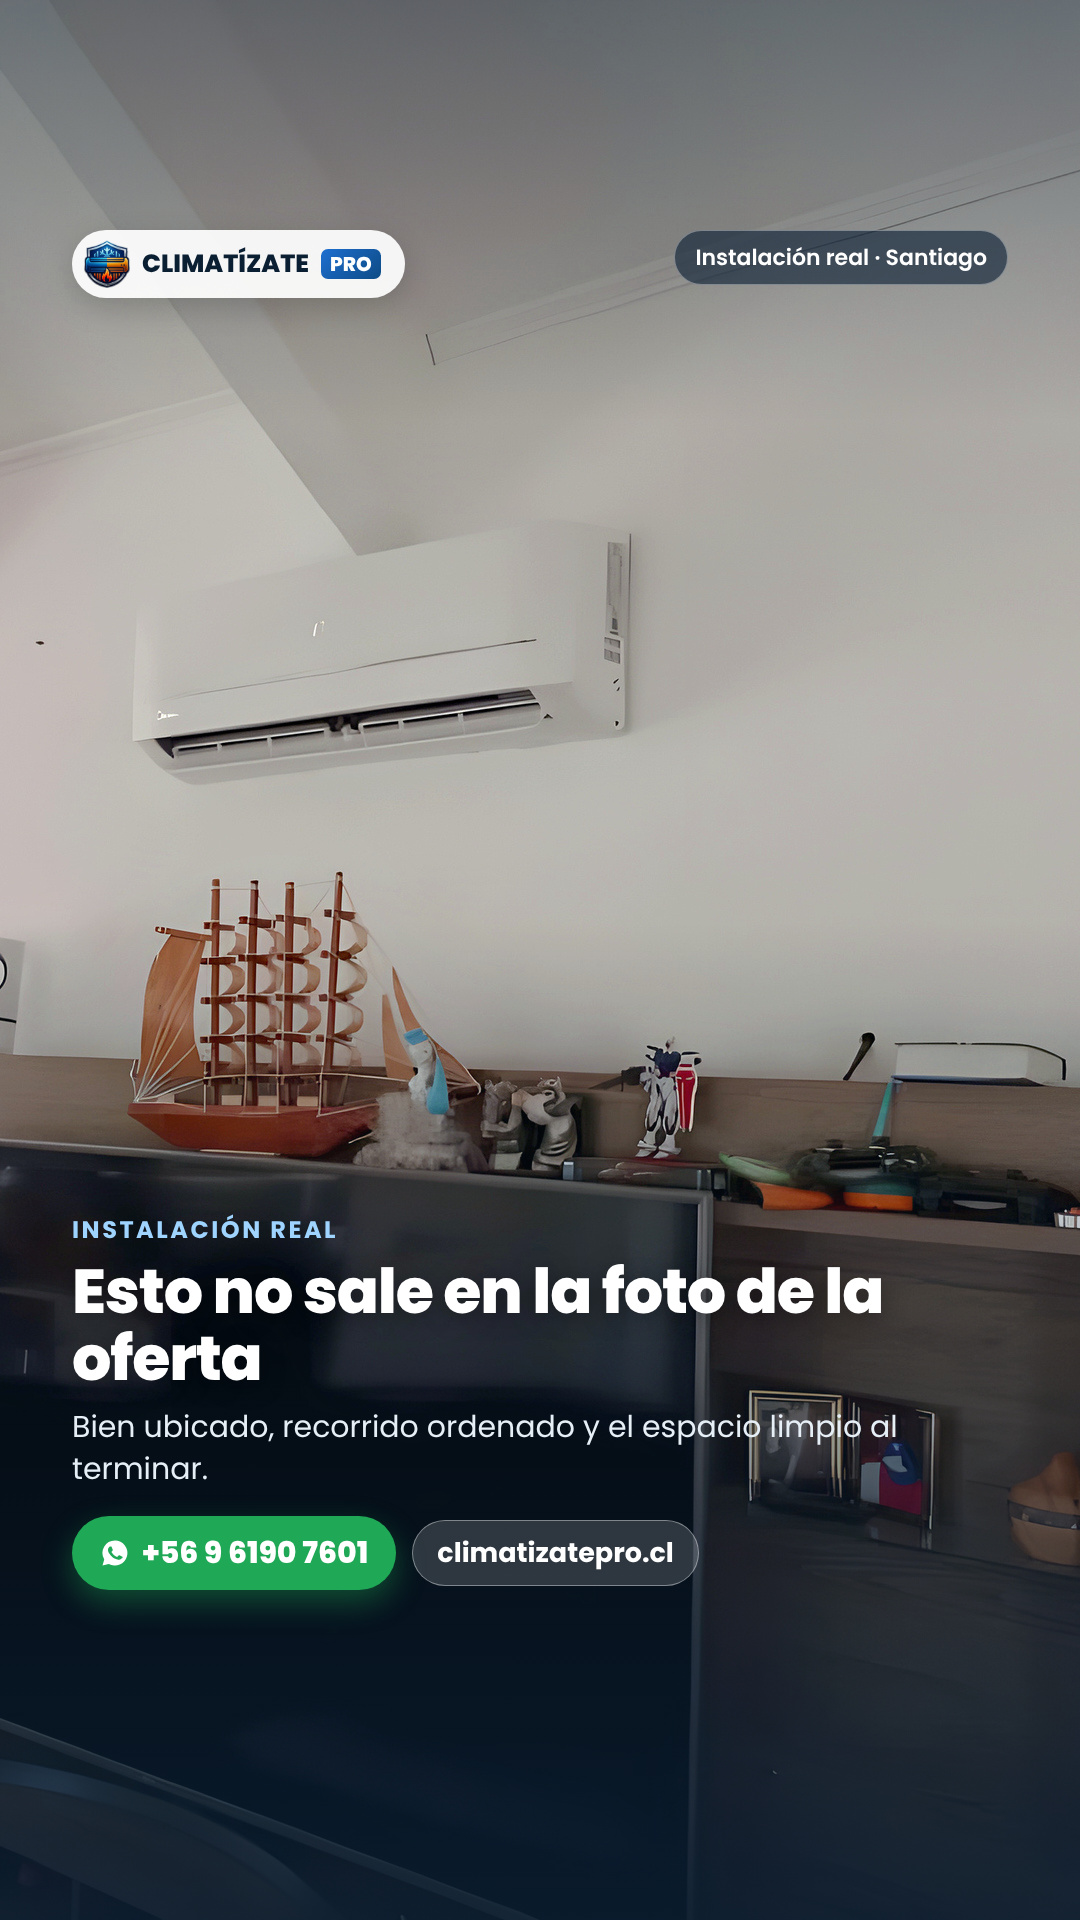 CLIMATÍZATE PRO
Instalación real · Santiago
INSTALACIÓN REAL
Esto no sale en la foto de la
oferta
Bien ubicado, recorrido ordenado y el espacio limpio al
terminar.
+56 9 6190 7601
climatizatepro.cl